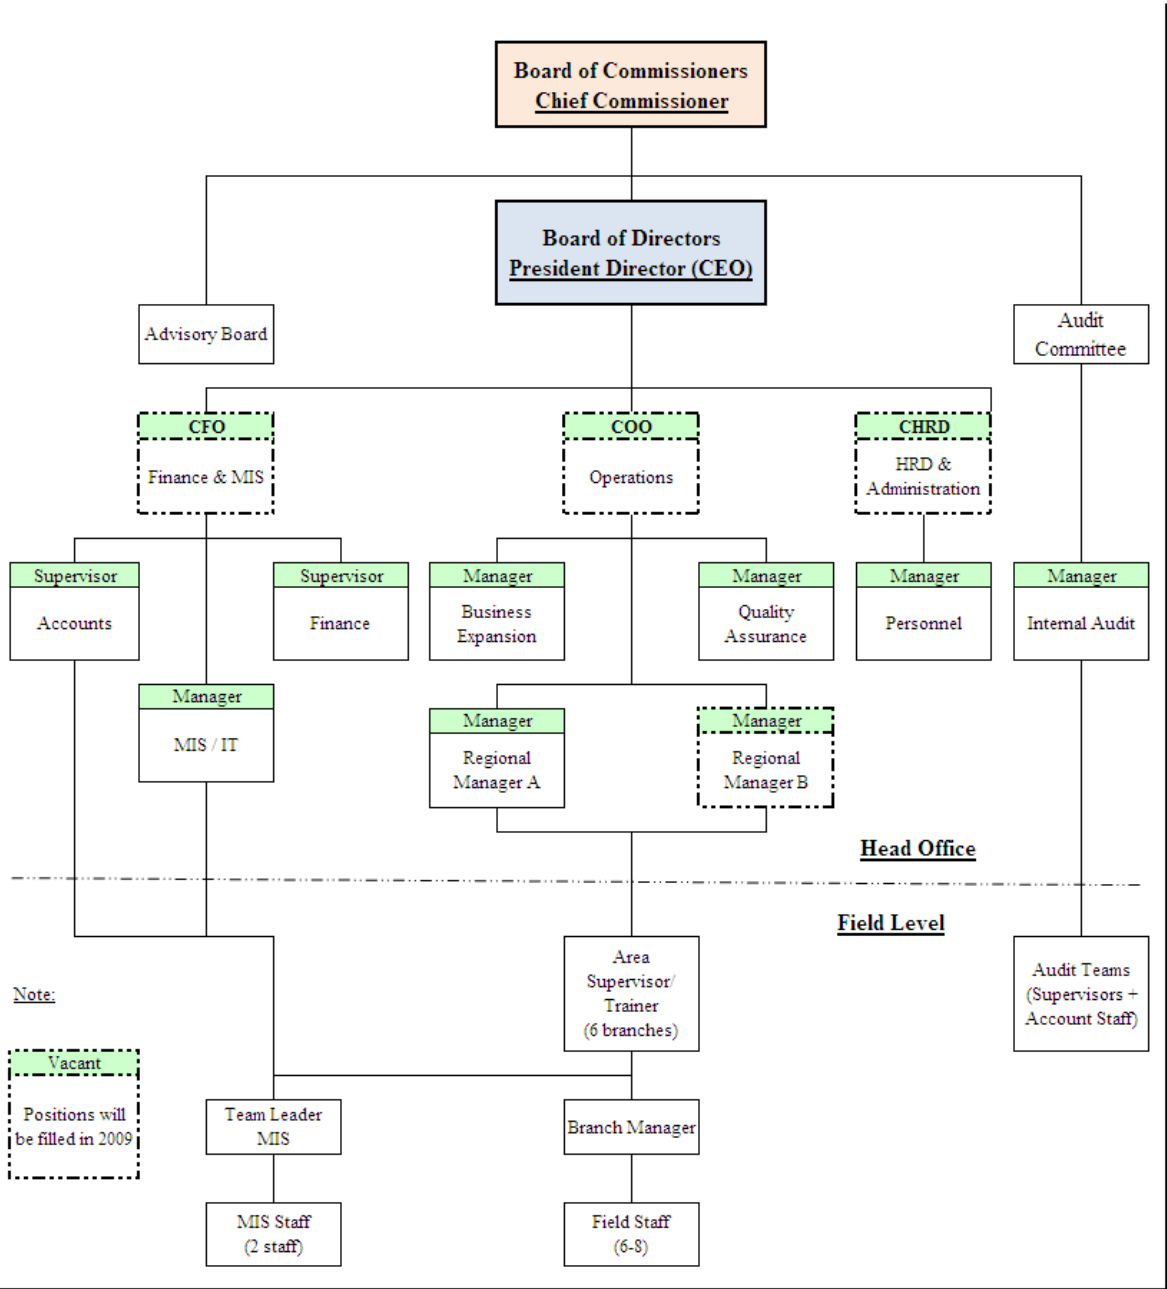 Board of Commissioners
Chief Commissioner
Board of Directors
President Director (CEO)
Advisory Board
Audit
Committee
CFO
Finance & MIS
COO
Operations
CHRD
HRD &
Administration
Supervisor
Accounts
Supervisor
Finance
Manager
Business
Expansion
Manager
Quality
Assurance
Manager
Personnel
Manager
Internal Audit
Manager
MIS / IT
Manager
Regional
Manager A
Manager
Regional
Manager B
Head Office
Field Level
Area
Supervisor/
Trainer
(6 branches)
Audit Teams
(Supervisors +
Account Staff)
Note:
Vacant
Positions will
be filled in 2009
Team Leader
MIS
Branch Manager
MIS Staff
(2 staff)
Field Staff
(6-8)